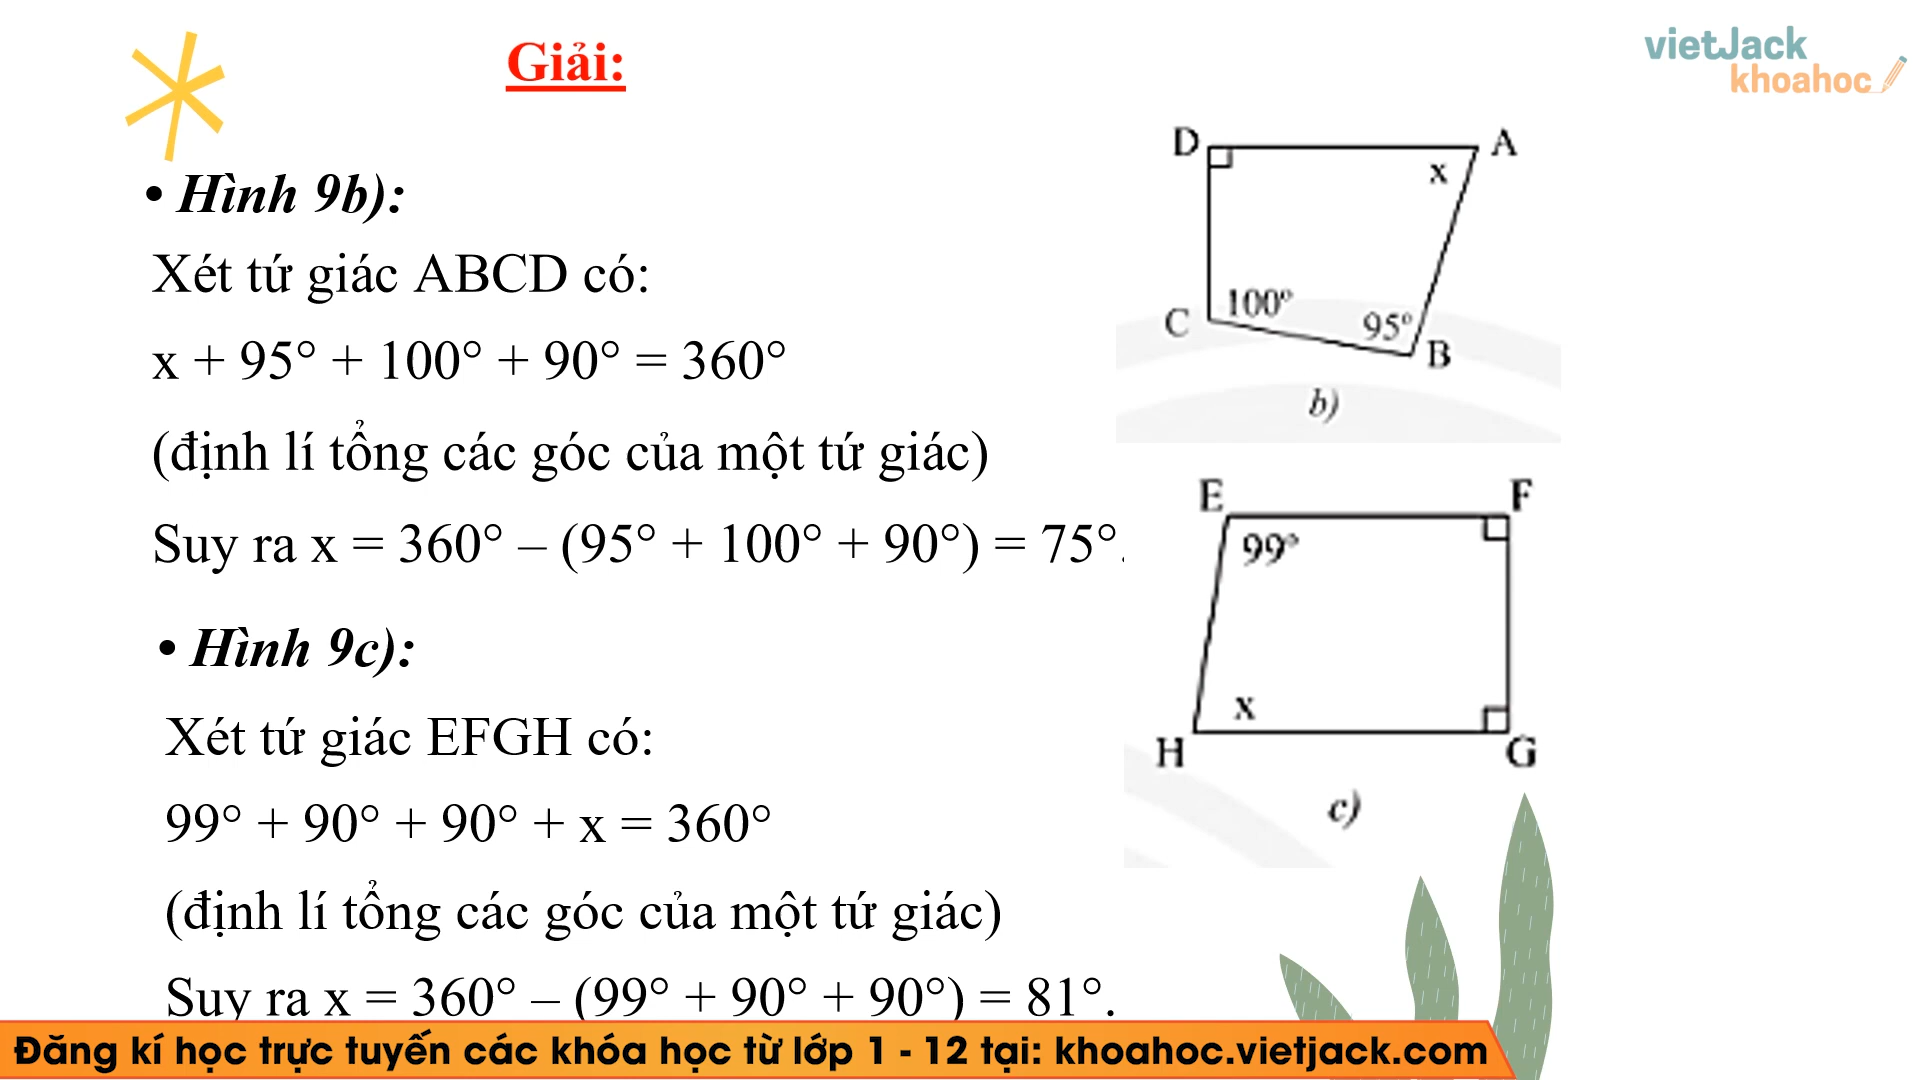 Giải:
vietJack
khoahoc
• Hình 9b):
Xét tứ giác ABCD có:
x + 95° + 100° + 90° = 360°
(định lí tổng các góc của một tứ giác)
Suy ra x = 360° – (95° + 100° + 90°) = 75°.
D
A
x
C
100°
95°
B
b)
• Hình 9c):
Xét tứ giác EFGH có:
99° + 90° + 90° + x = 360°
(định lí tổng các góc của một tứ giác)
Suy ra x = 360° – (99° + 90° + 90°) = 81°.
E
F
99°
x
H
G
c)
Đăng kí học trực tuyến các khóa học từ lớp 1 - 12 tại: khoahoc.vietjack.com